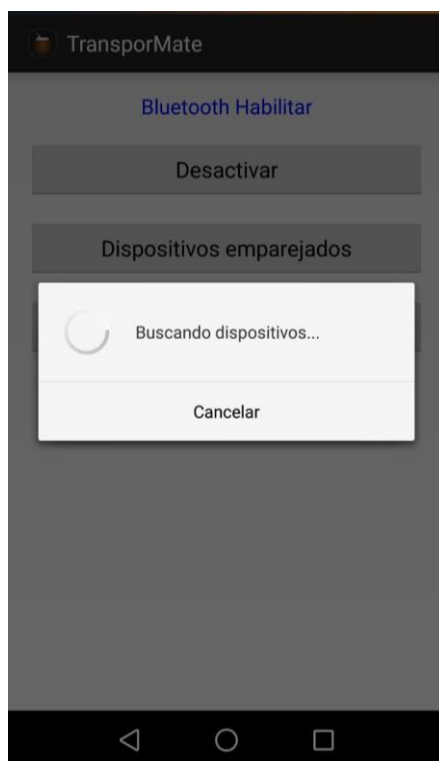 TransporMate
Bluetooth Habilitar
Desactivar
Dispositivos emparejados
Buscando dispositivos...
Cancelar